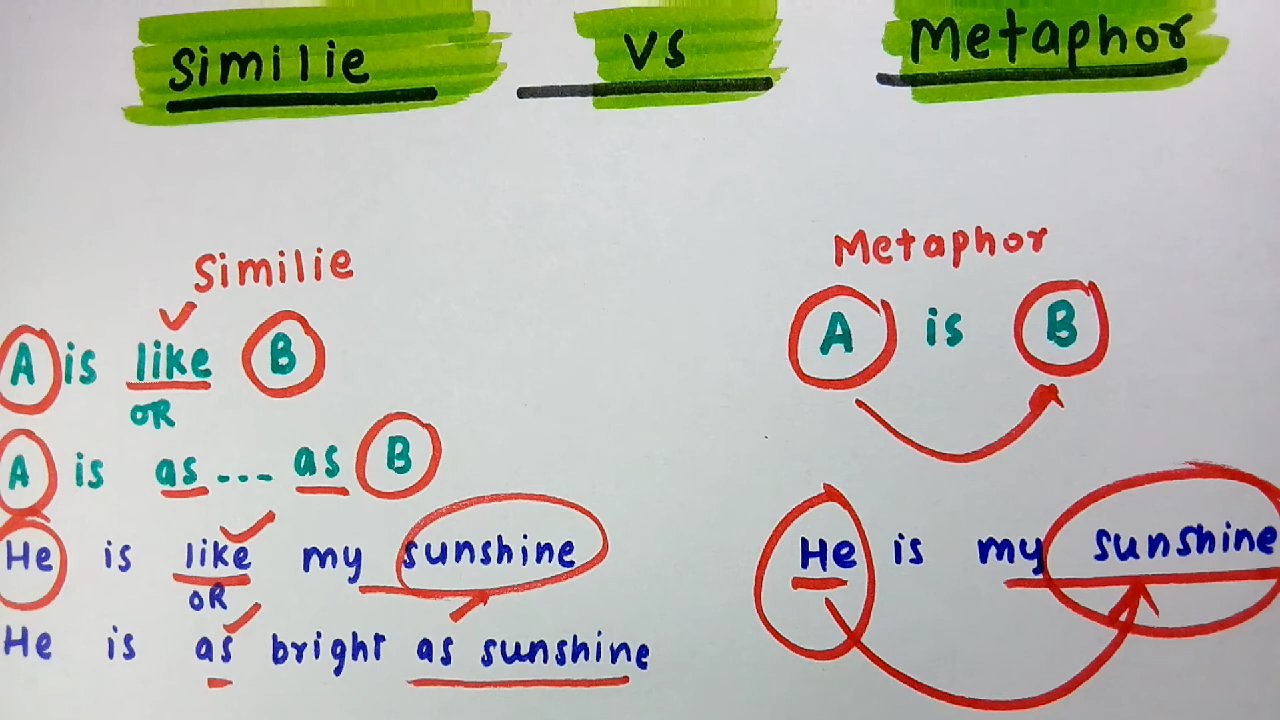 Similie vs Metaphor
Similie
A is like B
OR
A is as ... as B
He is like my sunshine
OR
He is as bright as sunshine
Metaphor
A is B
He is my sunshine